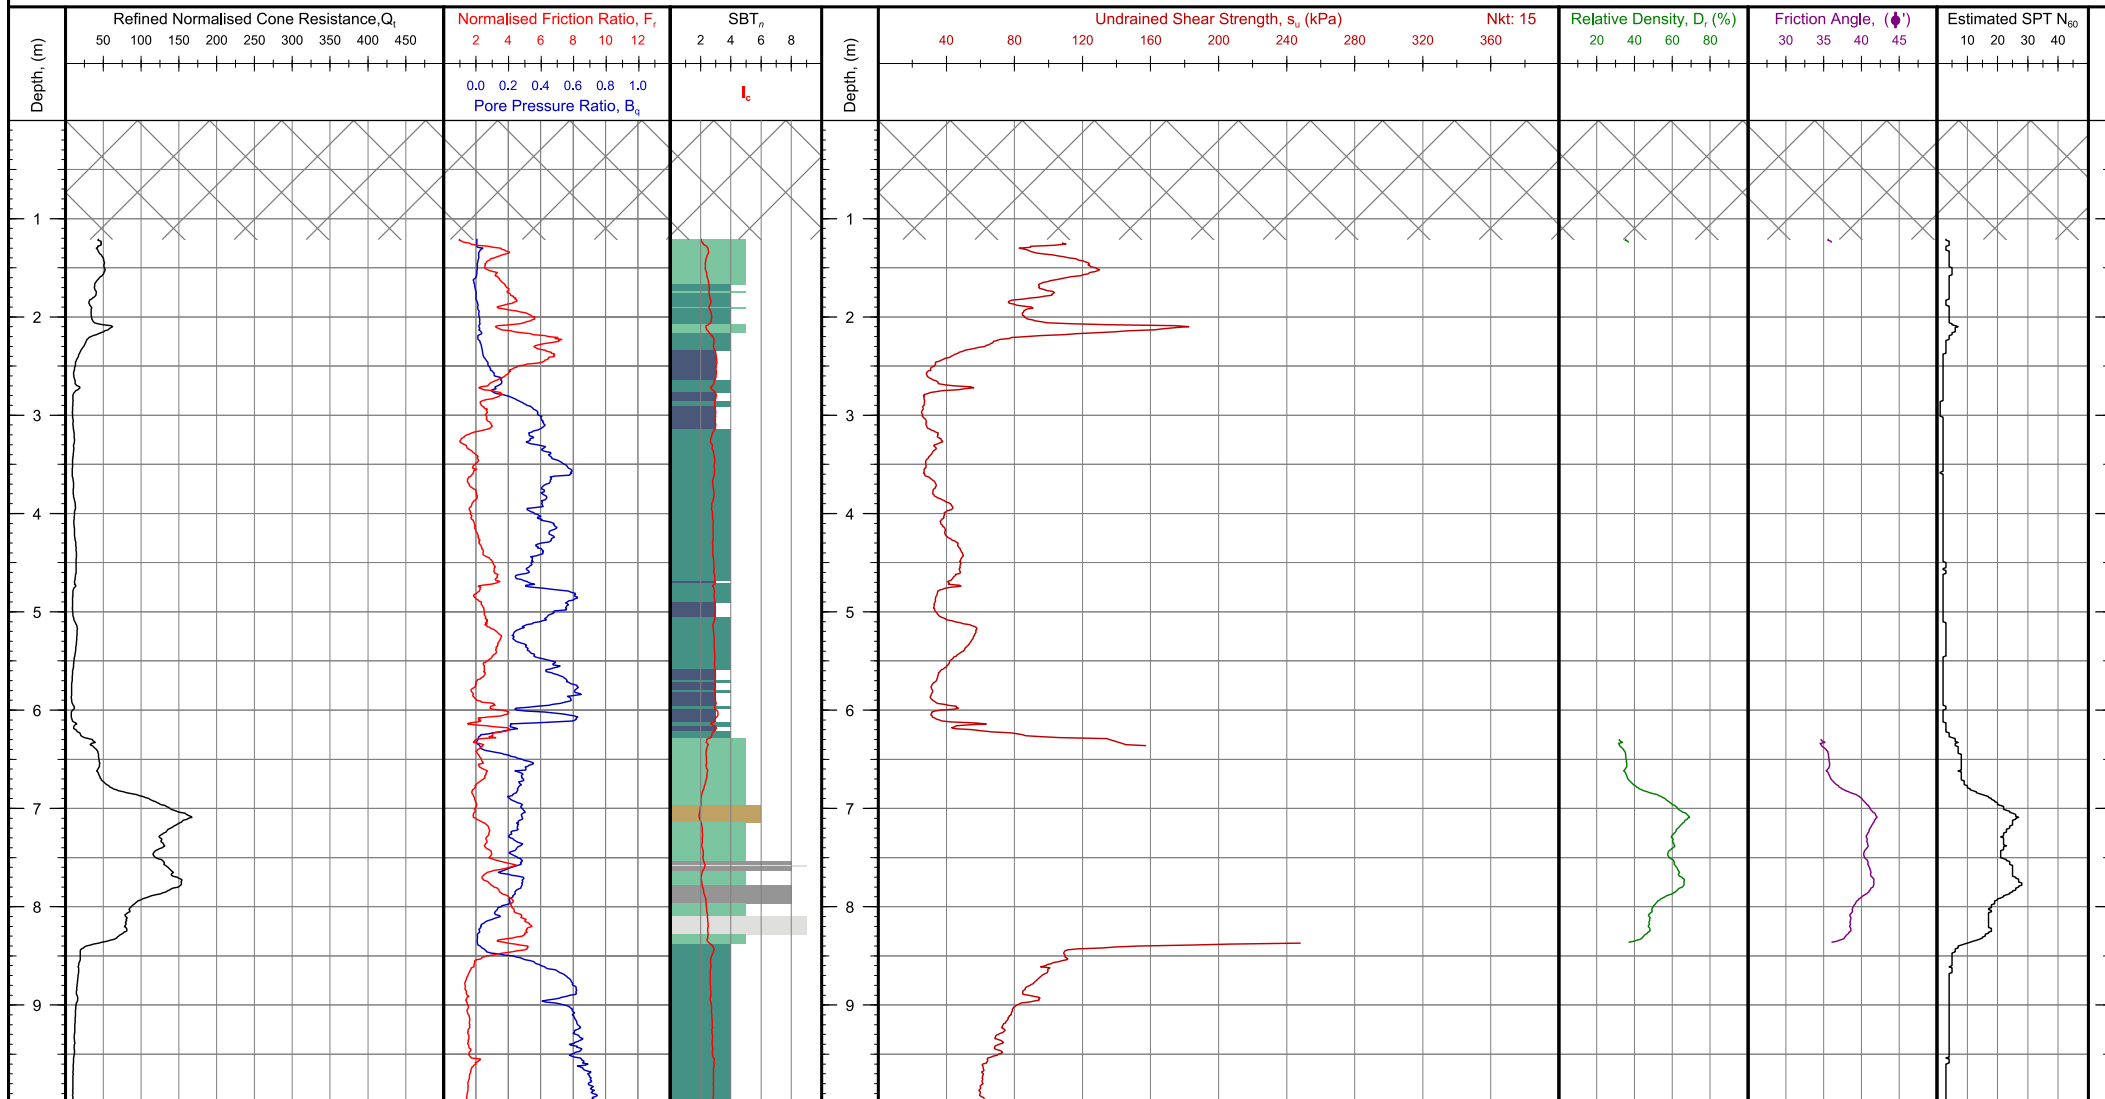 Refined Normalised Cone Resistance,Qt
Normalised Friction Ratio, Fr
SBTn
Undrained Shear Strength, su (kPa)
Nkt: 15
Relative Density, Dr (%)
Friction Angle, (ϕ')
Estimated SPT N60
Depth, (m)
50 100 150 200 250 300 350 400 450
2 4 6 8 10 12
2 4 6 8
Depth, (m)
40 80 120 160 200 240 280 320 360
20 40 60 80
30 35 40 45
10 20 30 40
0.0 0.2 0.4 0.6 0.8 1.0
Pore Pressure Ratio, Bq
Ic
1 1
2 2
3 3
4 4
5 5
6 6
7 7
8 8
9 9